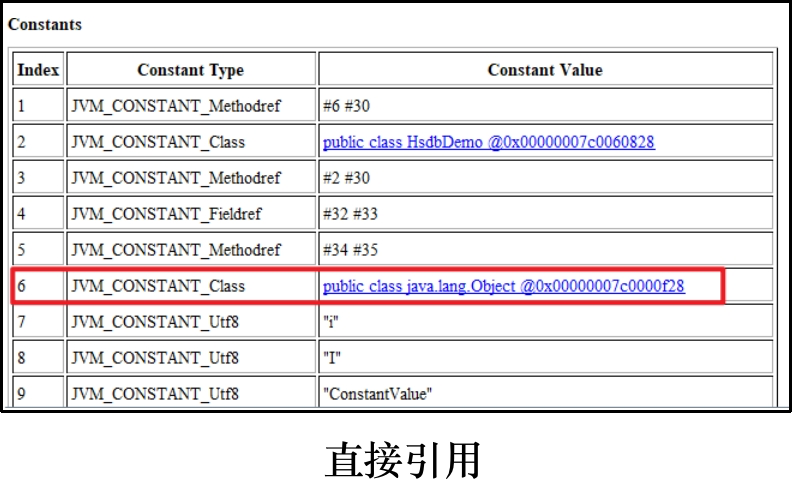 Constants
Index Constant Type Constant Value
1 JVM_CONSTANT_Methodref #6 #30
2 JVM_CONSTANT_Class public class HsdbDemo @0x00000007c0060828
3 JVM_CONSTANT_Methodref #2 #30
4 JVM_CONSTANT_Fieldref #32 #33
5 JVM_CONSTANT_Methodref #34 #35
6 JVM_CONSTANT_Class public class java.lang.Object @0x00000007c0000f28
7 JVM_CONSTANT_Utf8 "i"
8 JVM_CONSTANT_Utf8 "I"
9 JVM_CONSTANT_Utf8 "ConstantValue"
直接引用